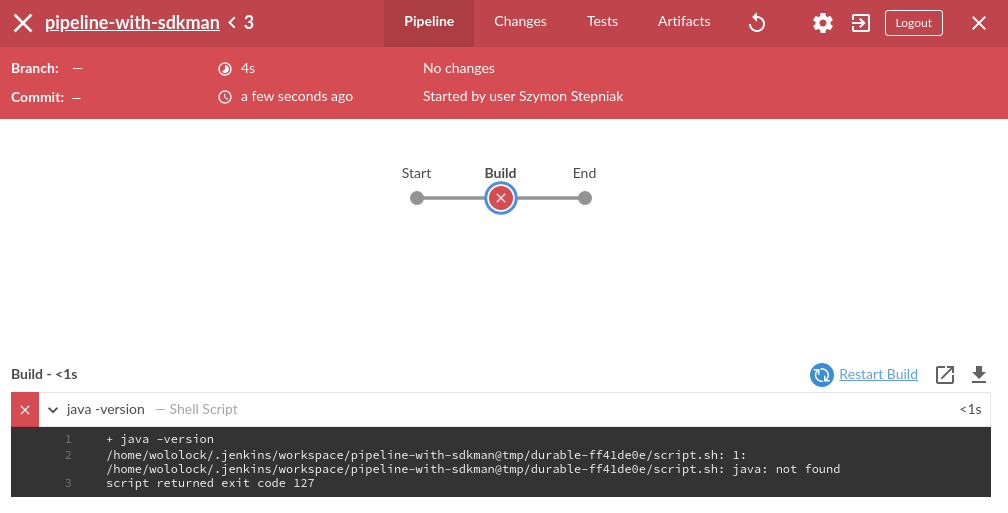 pipeline-with-sdkman < 3
Pipeline Changes Tests Artifacts Logout
Branch: — 4s No changes
Commit: — a few seconds ago Started by user Szymon Stepniak
Start Build End
Build - <1s Restart Build
java -version — Shell Script <1s
1 + java -version
2 /home/wololock/.jenkins/workspace/pipeline-with-sdkman@tmp/durable-ff41de0e/script.sh: 1:
/home/wololock/.jenkins/workspace/pipeline-with-sdkman@tmp/durable-ff41de0e/script.sh: java: not found
3 script returned exit code 127